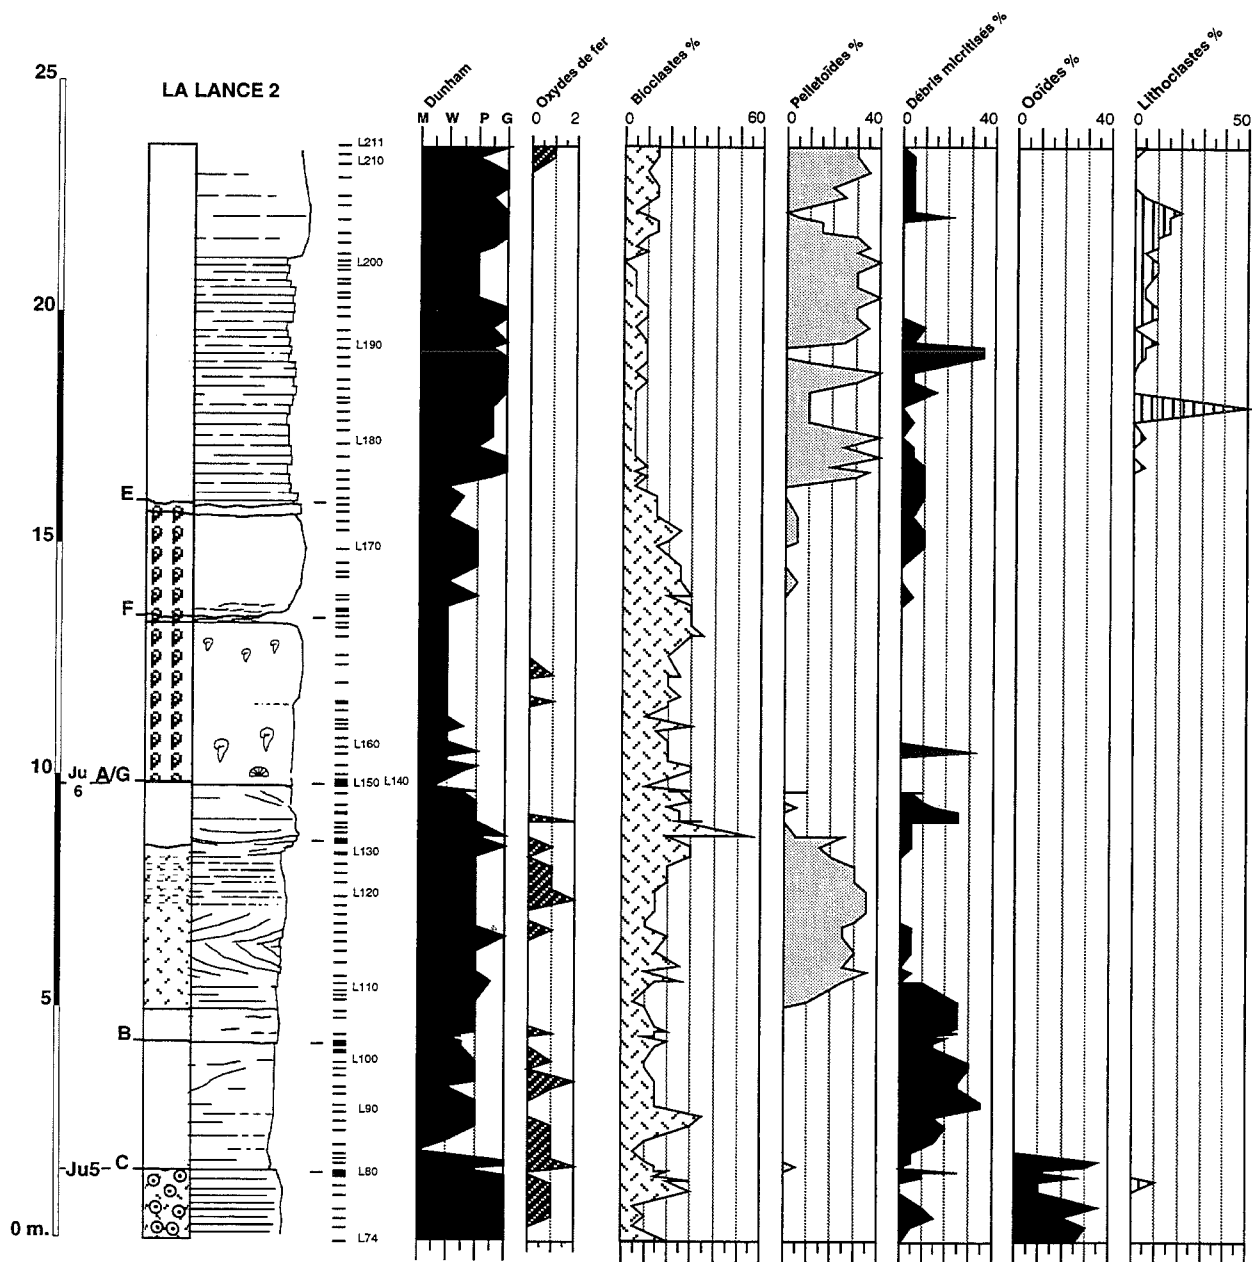 LA LANCE 2
Dunham
Oxydes de fer
Bioclastes %
Pelletoïdes %
Débris micritisés %
Ooïdes %
Lithoclastes %
M W P G
0 2
0 60
0 40
0 40
0 40
0 50
25
20
15
10
5
0 m.
E
F
Ju 6
A/G
B
Ju5
C
L211
L210
L200
L190
L180
L170
L160
L150 L140
L130
L120
L110
L100
L90
L80
L74